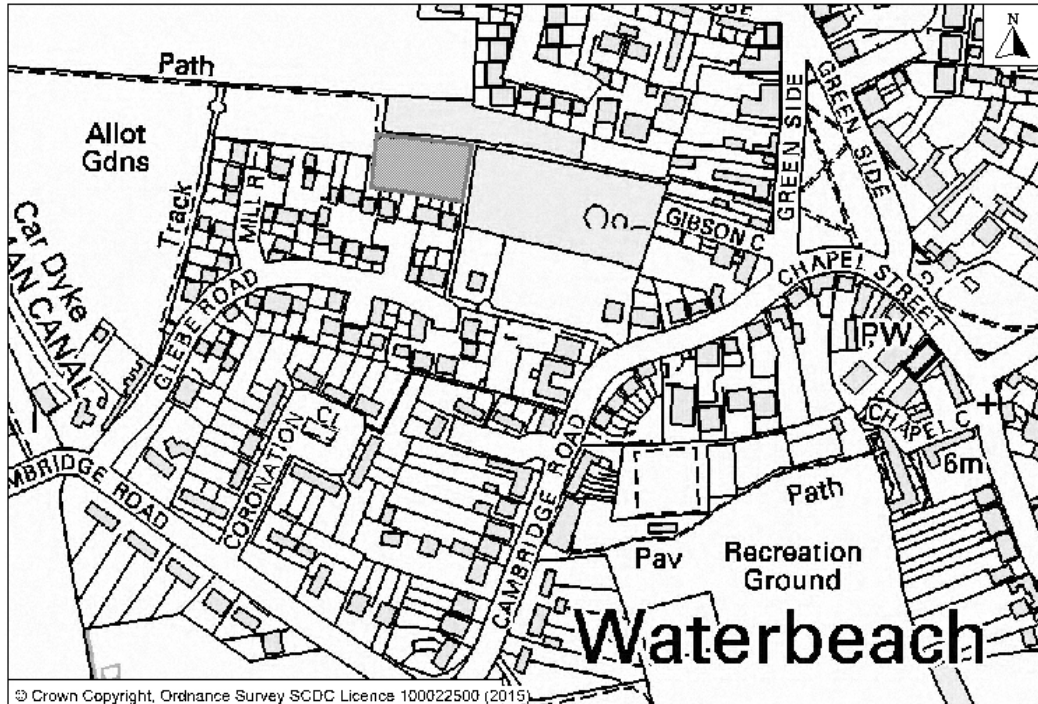 N
Path
GREEN SIDE
GREEN SIDE
Allot
Gdns
Track
MILL R
GIBSON C
Car Dyke
AN CANAL
GLEBE ROAD
CHAPEL STREET
PW
CORONATION
CL
CAMBRIDGE ROAD
CHAPEL C
6m
MBRIDGE ROAD
Path
Pav
Recreation
Ground
Waterbeach
© Crown Copyright, Ordnance Survey SCDC Licence 100022500 (2015)